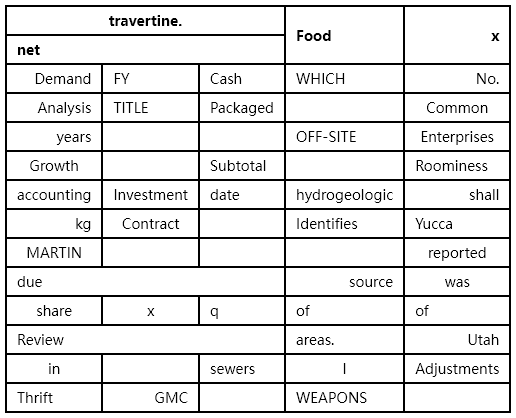 travertine. Food x
net
Demand FY Cash WHICH No.
Analysis TITLE Packaged Common
years OFF-SITE Enterprises
Growth Subtotal Roominess
accounting Investment date hydrogeologic shall
kg Contract Identifies Yucca
MARTIN reported
due source was
share x q of of
Review areas. Utah
in sewers I Adjustments
Thrift GMC WEAPONS